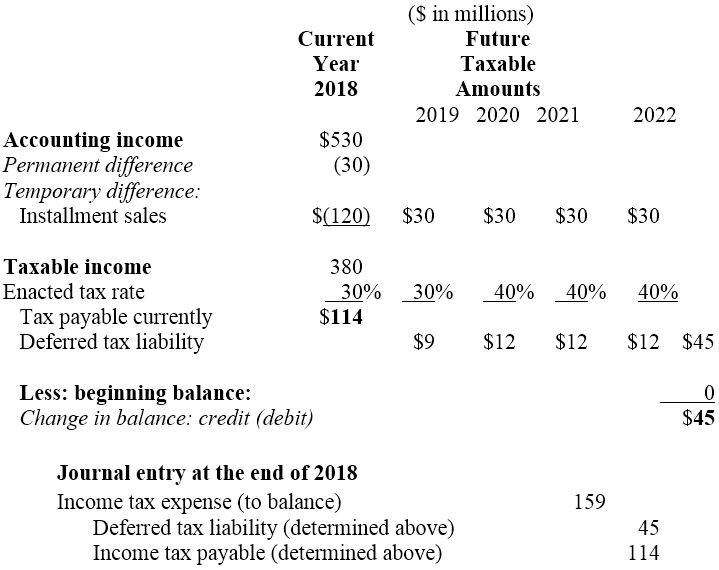 ($ in millions)
Current Future
Year Taxable
2018 Amounts
2019 2020 2021 2022
Accounting income $530
Permanent difference (30)
Temporary difference:
Installment sales $(120) $30 $30 $30 $30
Taxable income 380
Enacted tax rate 30% 30% 40% 40% 40%
Tax payable currently $114
Deferred tax liability $9 $12 $12 $12 $45
Less: beginning balance: 0
Change in balance: credit (debit) $45
Journal entry at the end of 2018
Income tax expense (to balance) 159
Deferred tax liability (determined above) 45
Income tax payable (determined above) 114